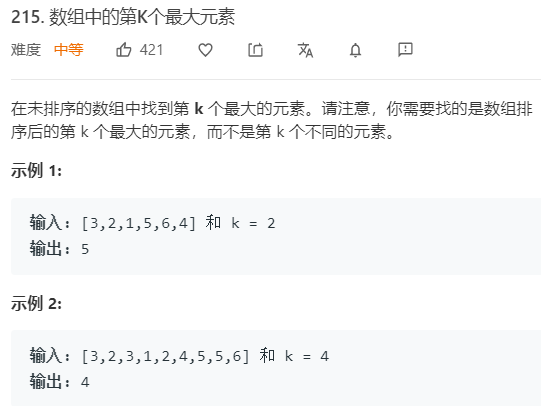 215. 数组中的第K个最大元素
难度 中等 421
在未排序的数组中找到第 k 个最大的元素。请注意，你需要找的是数组排
序后的第 k 个最大的元素，而不是第 k 个不同的元素。
示例 1:
输入: [3,2,1,5,6,4] 和 k = 2
输出: 5
示例 2:
输入: [3,2,3,1,2,4,5,5,6] 和 k = 4
输出: 4